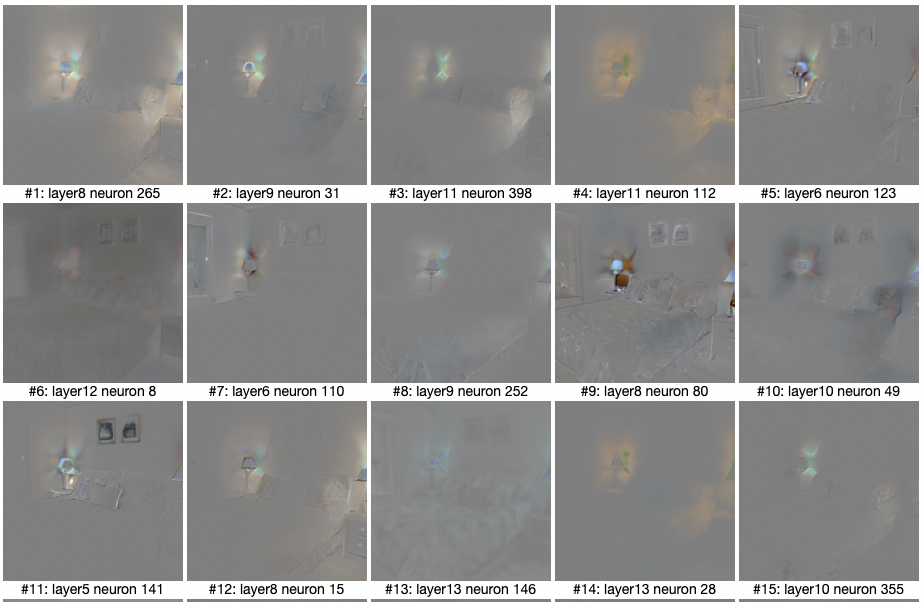 #1: layer8 neuron 265
#2: layer9 neuron 31
#3: layer11 neuron 398
#4: layer11 neuron 112
#5: layer6 neuron 123
#6: layer12 neuron 8
#7: layer6 neuron 110
#8: layer9 neuron 252
#9: layer8 neuron 80
#10: layer10 neuron 49
#11: layer5 neuron 141
#12: layer8 neuron 15
#13: layer13 neuron 146
#14: layer13 neuron 28
#15: layer10 neuron 355